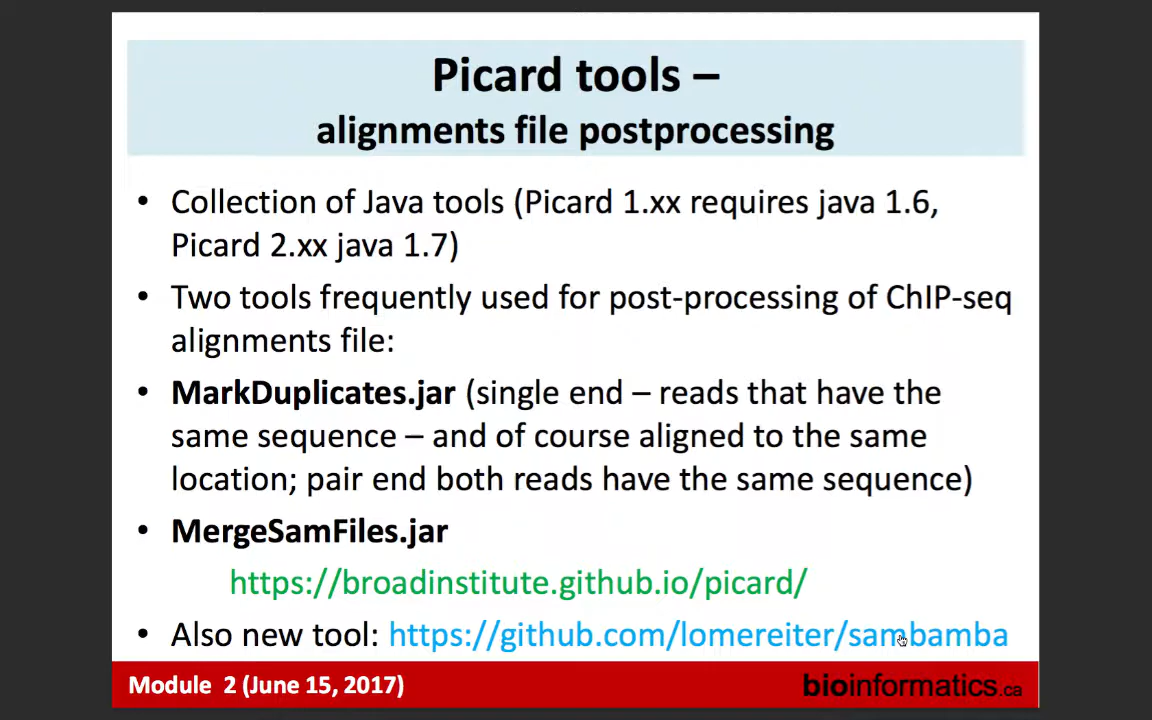 Picard tools –
alignments file postprocessing
• Collection of Java tools (Picard 1.xx requires java 1.6,
Picard 2.xx java 1.7)
• Two tools frequently used for post-processing of ChIP-seq
alignments file:
• MarkDuplicates.jar (single end – reads that have the
same sequence – and of course aligned to the same
location; pair end both reads have the same sequence)
• MergeSamFiles.jar
https://broadinstitute.github.io/picard/
• Also new tool: https://github.com/lomereiter/sambamba
Module 2 (June 15, 2017)
bioinformatics.ca